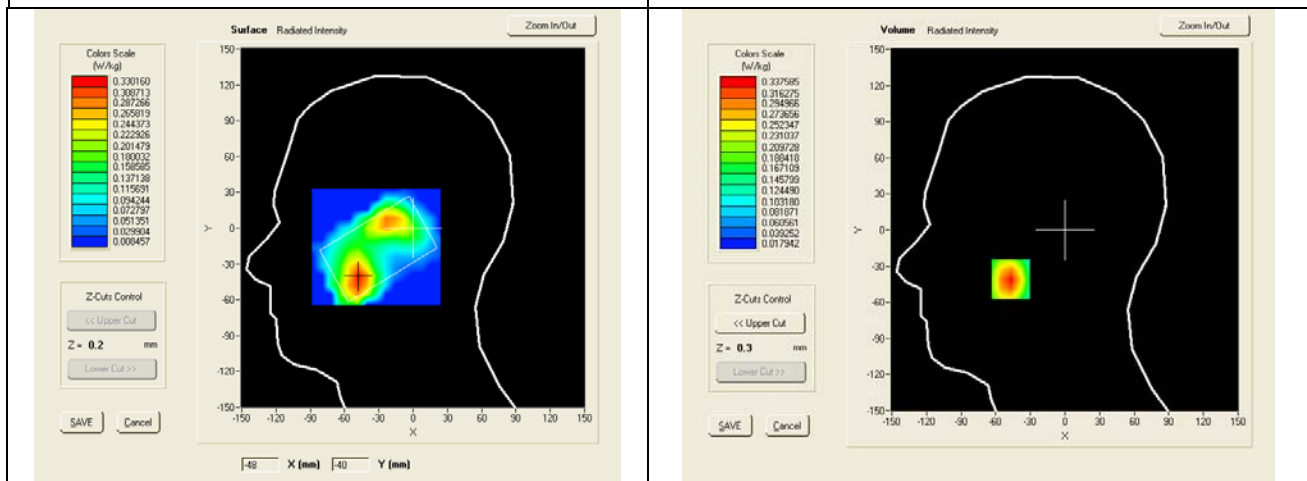 Surface Radiated Intensity
Zoom In/Out
Colors Scale
(W/kg)
0.330160
0.308713
0.287266
0.265819
0.244373
0.222926
0.201479
0.180032
0.158585
0.137138
0.115691
0.094244
0.072797
0.051351
0.029904
0.008457
150
120
90
60
30
0
-30
-60
-90
-120
-150
Y
-150 -120 -90 -60 -30 0 30 60 90 120 150
X
Z-Cuts Control
<< Upper Cut
Z = 0.2 mm
Lower Cut >>
SAVE Cancel
-48 X (mm) -40 Y (mm)
Volume Radiated Intensity
Zoom In/Out
Colors Scale
(W/kg)
0.337585
0.316275
0.294966
0.273656
0.252347
0.231037
0.209728
0.188418
0.167109
0.145799
0.124490
0.103180
0.081871
0.060561
0.039252
0.017942
150
120
90
60
30
0
-30
-60
-90
-120
-150
Y
-150 -120 -90 -60 -30 0 30 60 90 120 150
X
Z-Cuts Control
<< Upper Cut
Z = 0.3 mm
Lower Cut >>
SAVE Cancel